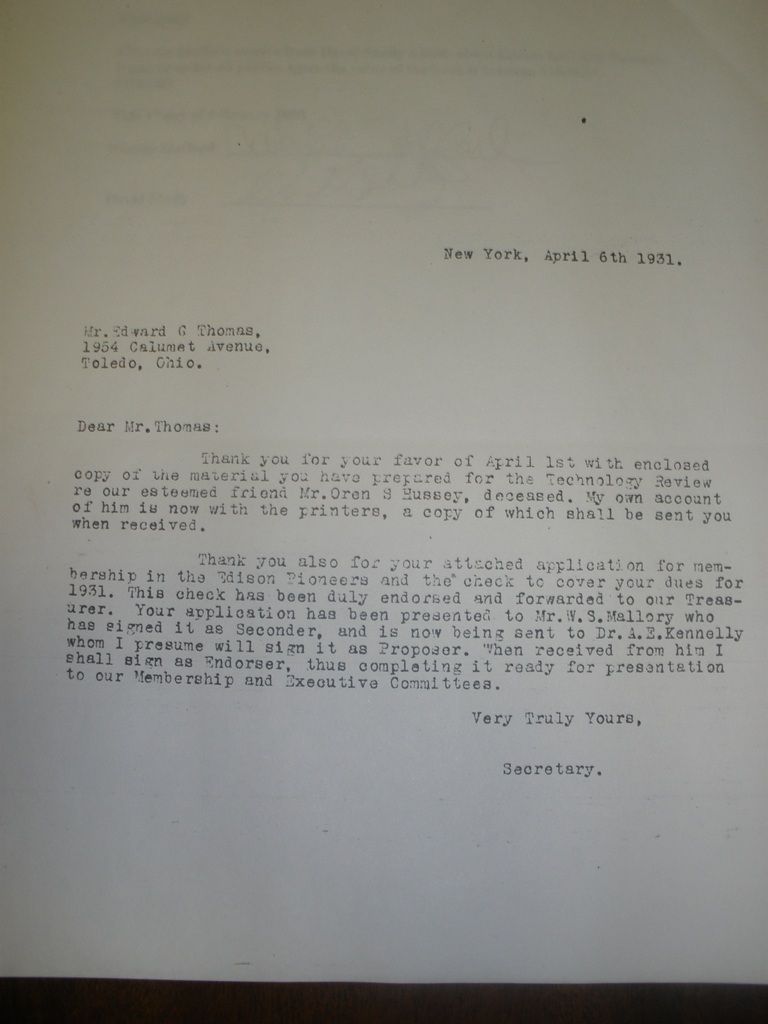 New York, April 6th 1931.
Mr. Edward G Thomas,
1954 Calumet Avenue,
Toledo, Ohio.
Dear Mr. Thomas:
Thank you for your favor of April 1st with enclosed
copy of the material you have prepared for the Technology Review
re our esteemed friend Mr. Oren S Hussey, deceased. My own account
of him is now with the printers, a copy of which shall be sent you
when received.
Thank you also for your attached application for mem-
bership in the Edison Pioneers and the check to cover your dues for
1931. This check has been duly endorsed and forwarded to our Treas-
urer. Your application has been presented to Mr. W. S. Mallory who
has signed it as Seconder, and is now being sent to Dr. A. E. Kennelly
whom I presume will sign it as Proposer. When received from him I
shall sign as Endorser, thus completing it ready for presentation
to our Membership and Executive Committees.
Very Truly Yours,
Secretary.